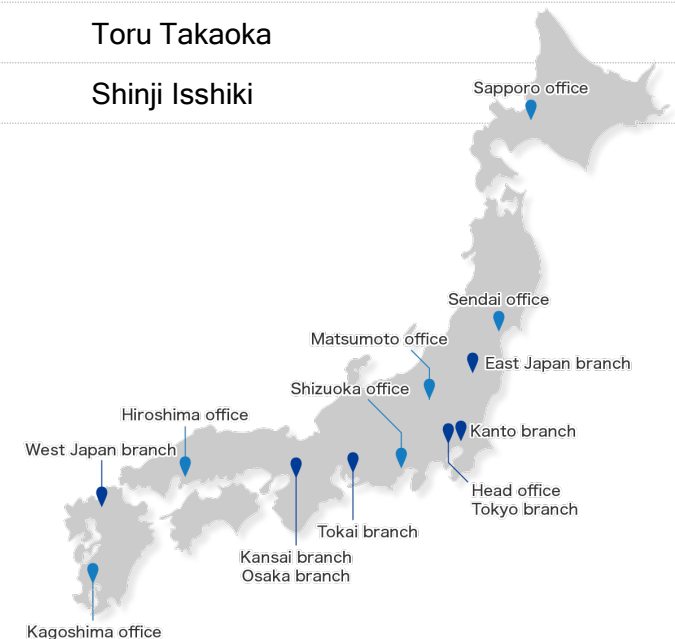 Toru Takaoka
Shinji Isshiki
Sapporo office
Sendai office
Matsumoto office
East Japan branch
Shizuoka office
Hiroshima office
Kanto branch
West Japan branch
Head office
Tokyo branch
Tokai branch
Kansai branch
Osaka branch
Kagoshima office